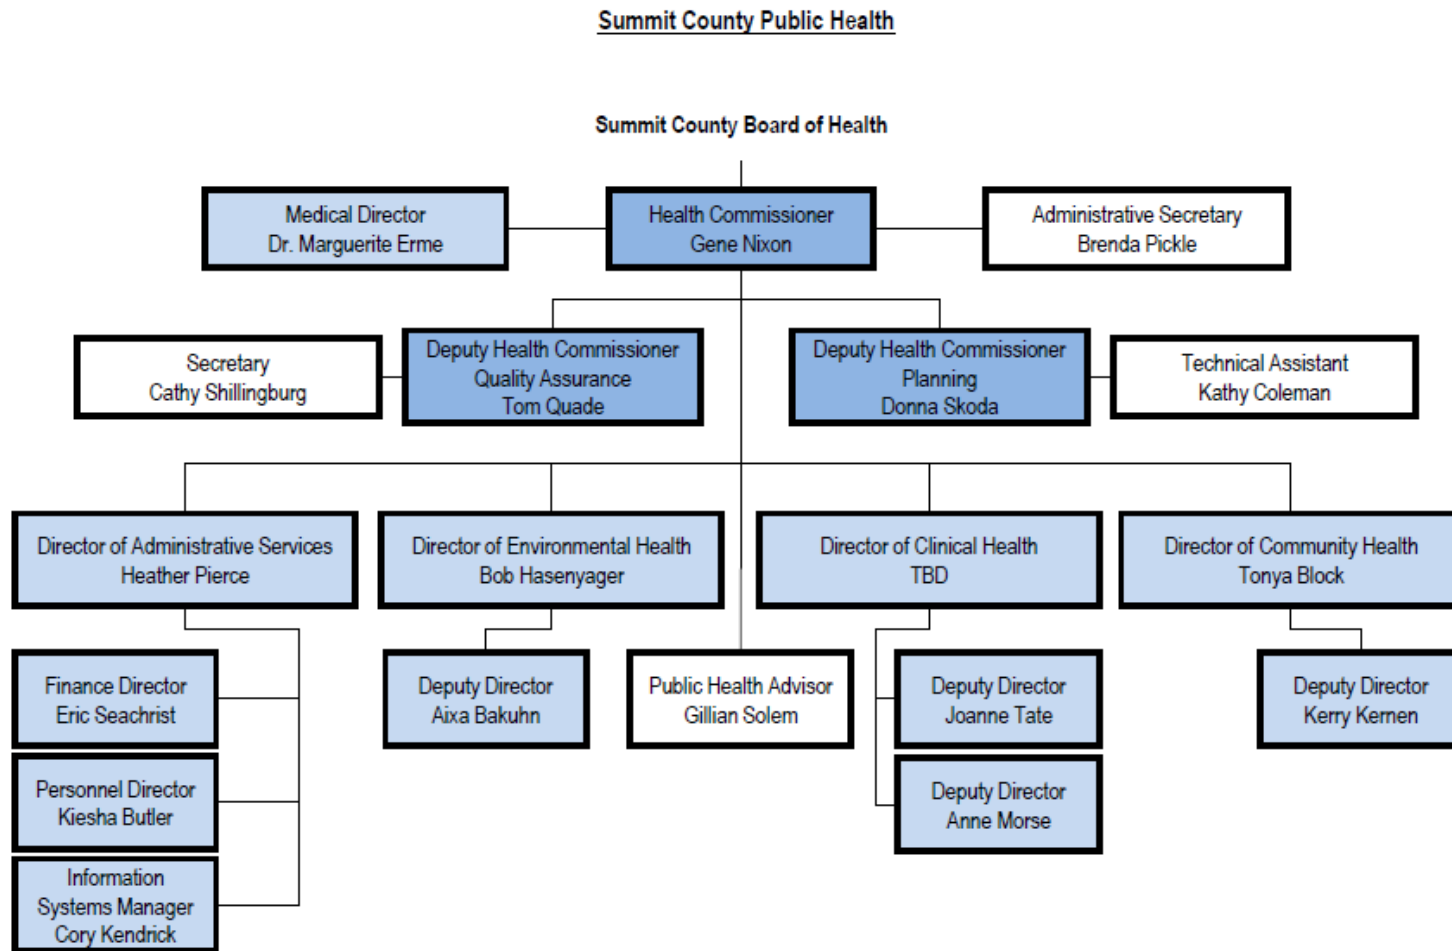 Summit County Public Health
Summit County Board of Health
Medical Director
Dr. Marguerite Erme
Health Commissioner
Gene Nixon
Administrative Secretary
Brenda Pickle
Secretary
Cathy Shillingburg
Deputy Health Commissioner
Quality Assurance
Tom Quade
Deputy Health Commissioner
Planning
Donna Skoda
Technical Assistant
Kathy Coleman
Director of Administrative Services
Heather Pierce
Director of Environmental Health
Bob Hasenyager
Director of Clinical Health
TBD
Director of Community Health
Tonya Block
Finance Director
Eric Seachrist
Deputy Director
Aixa Bakuhn
Public Health Advisor
Gillian Solem
Deputy Director
Joanne Tate
Deputy Director
Kerry Kernen
Personnel Director
Kiesha Butler
Deputy Director
Anne Morse
Information
Systems Manager
Cory Kendrick